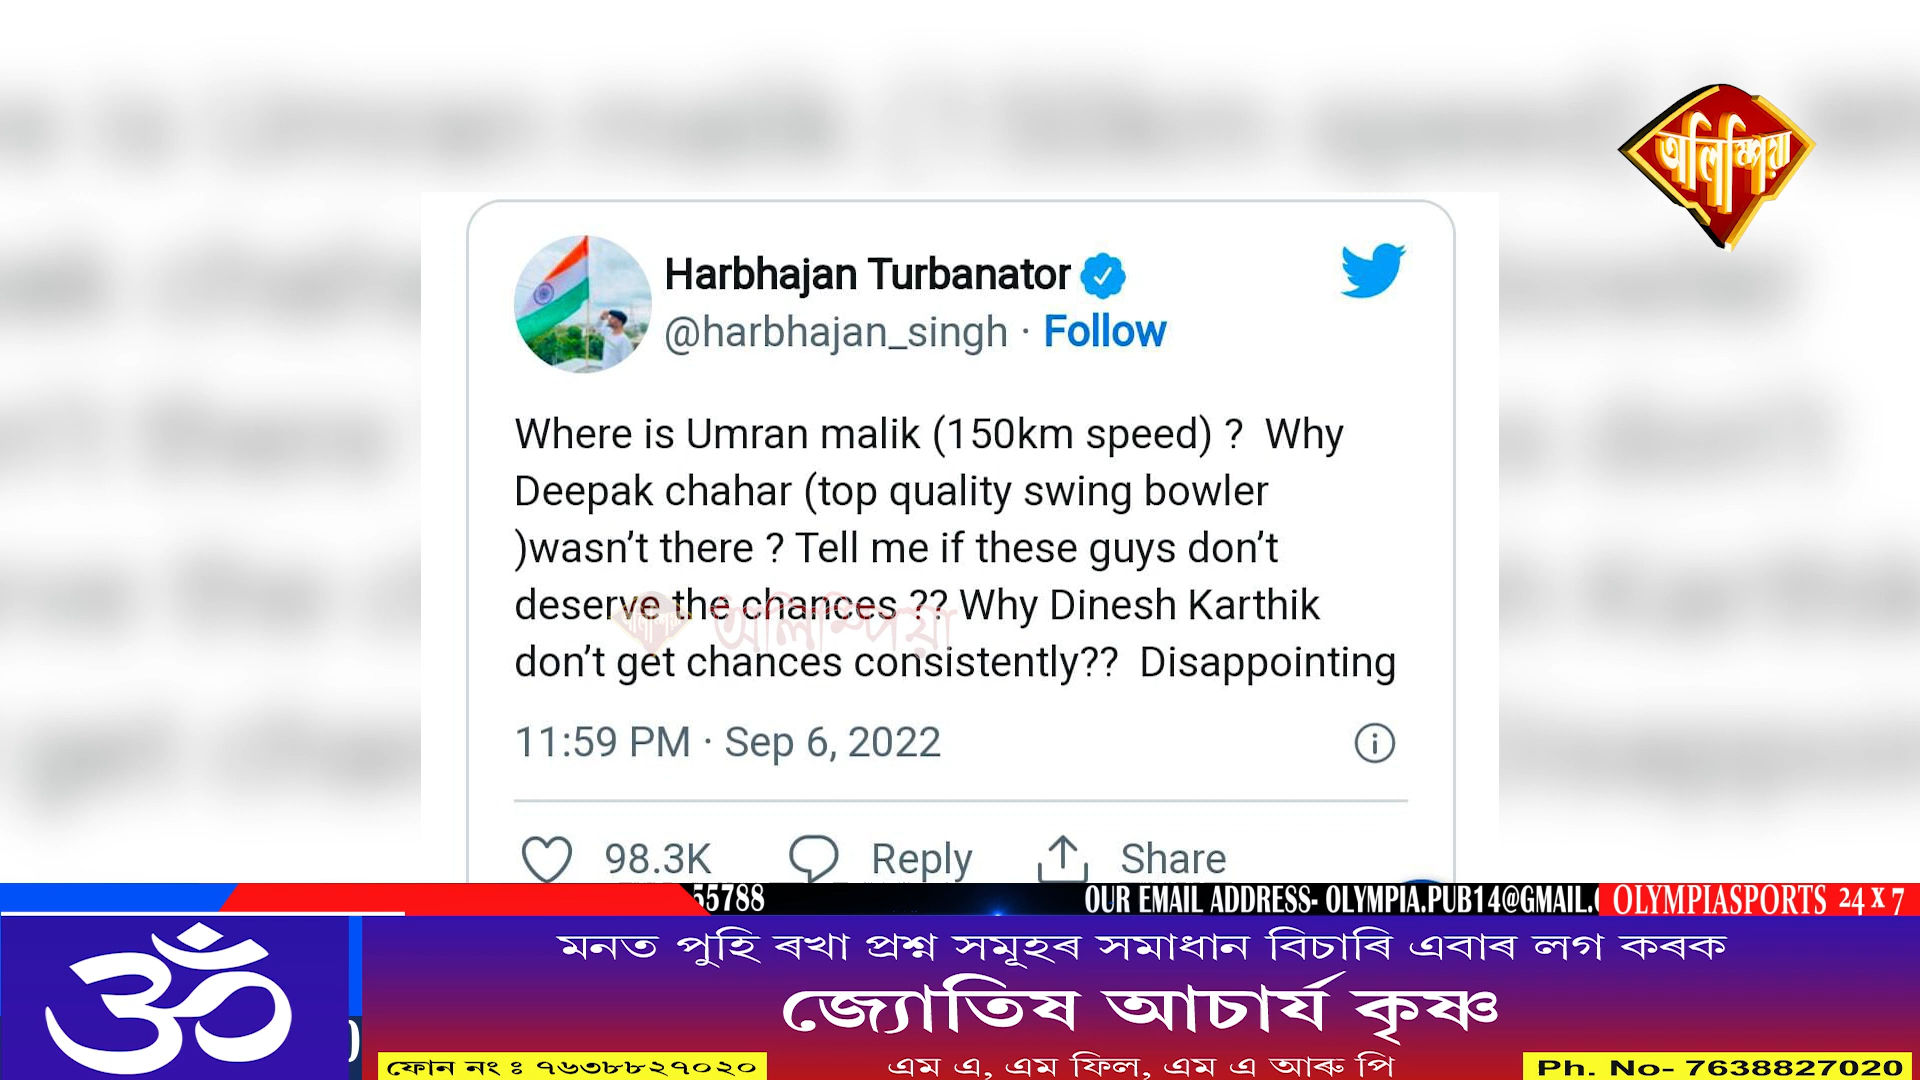 অলিম্পিয়া
Harbhajan Turbanator
@harbhajan_singh · Follow
Where is Umran malik (150km speed) ?  Why
Deepak chahar (top quality swing bowler
)wasn’t there ? Tell me if these guys don’t
deserve the chances ?? Why Dinesh Karthik
don’t get chances consistently??  Disappointing
অলিম্পিয়া
11:59 PM · Sep 6, 2022
98.3K Reply Share
55788 OUR EMAIL ADDRESS- OLYMPIA.PUB14@GMAIL. OLYMPIASPORTS 24 X 7
ॐ
মনত পুহি ৰখা প্ৰশ্ন সমূহৰ সমাধান বিচাৰি এবাৰ লগ কৰক
জ্যোতিষ আচাৰ্য কৃষ্ণ
ফোন নং ঃ ৭৬৩৮৮২৭০২০ এম এ, এম ফিল, এম এ আৰু পি Ph. No- 7638827020